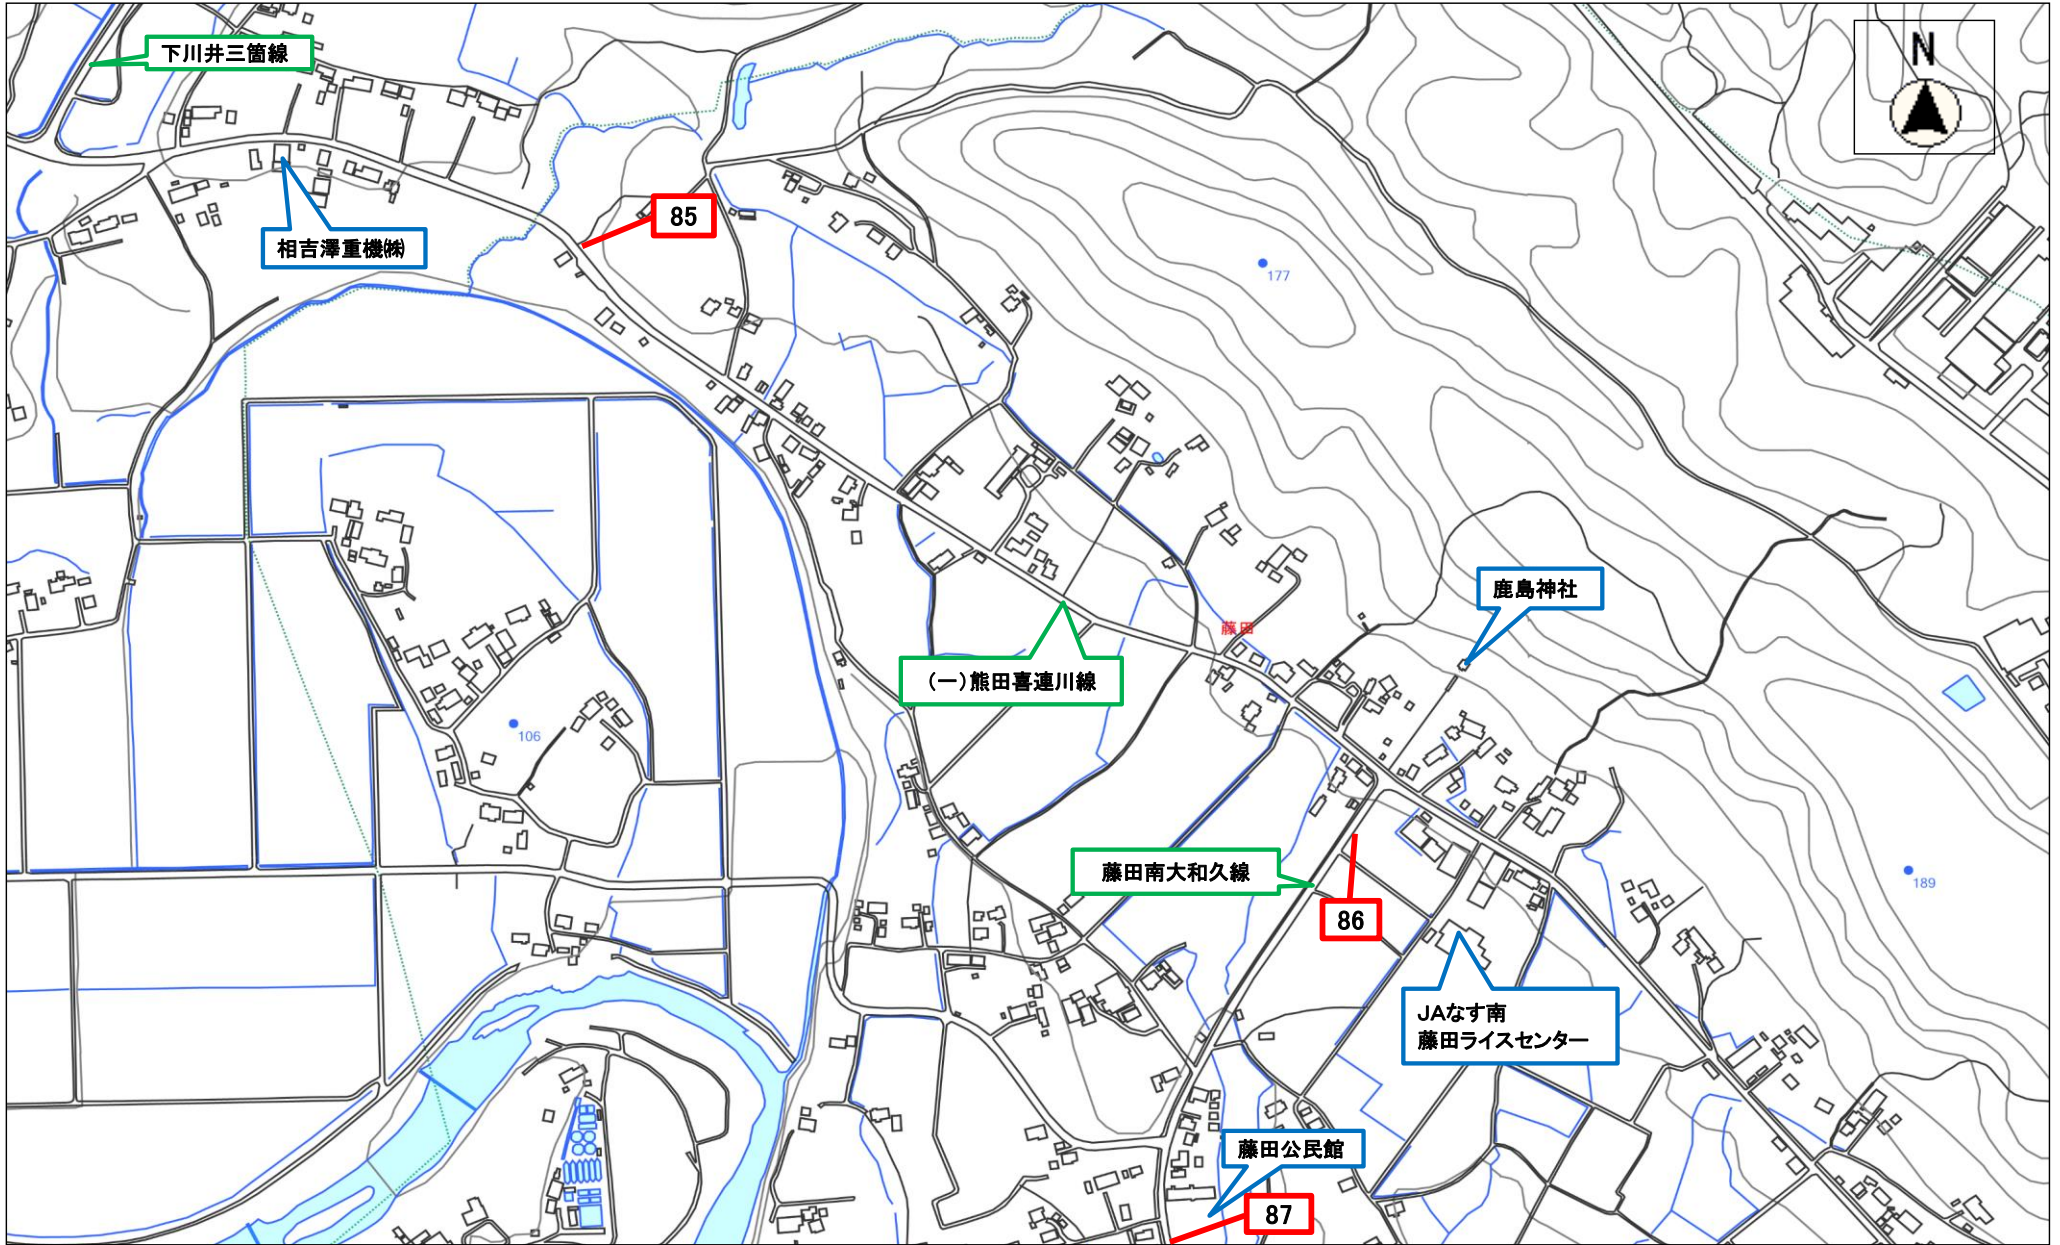 下川井三箇線
N
85
相吉澤重機㈱
177
鹿島神社
藤田
(一)熊田喜連川線
106
藤田南大和久線
189
86
JAなす南
藤田ライスセンター
藤田公民館
87